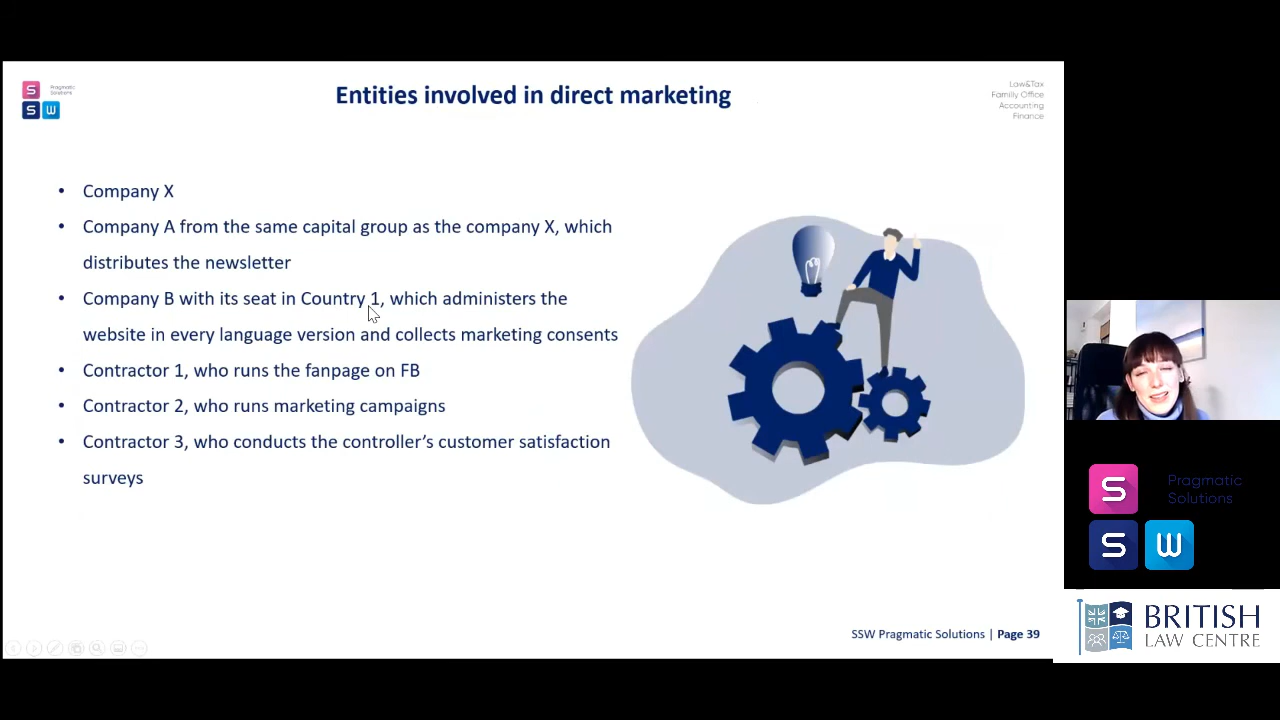 S
Pragmatic
Solutions
S W
Entities involved in direct marketing
Law&Tax
Familly Office
Accounting
Finance
• Company X
• Company A from the same capital group as the company X, which
distributes the newsletter
• Company B with its seat in Country 1, which administers the
website in every language version and collects marketing consents
• Contractor 1, who runs the fanpage on FB
• Contractor 2, who runs marketing campaigns
• Contractor 3, who conducts the controller’s customer satisfaction
surveys
SSW Pragmatic Solutions | Page 39
S
Pragmatic
Solutions
S W
BRITISH
LAW CENTRE